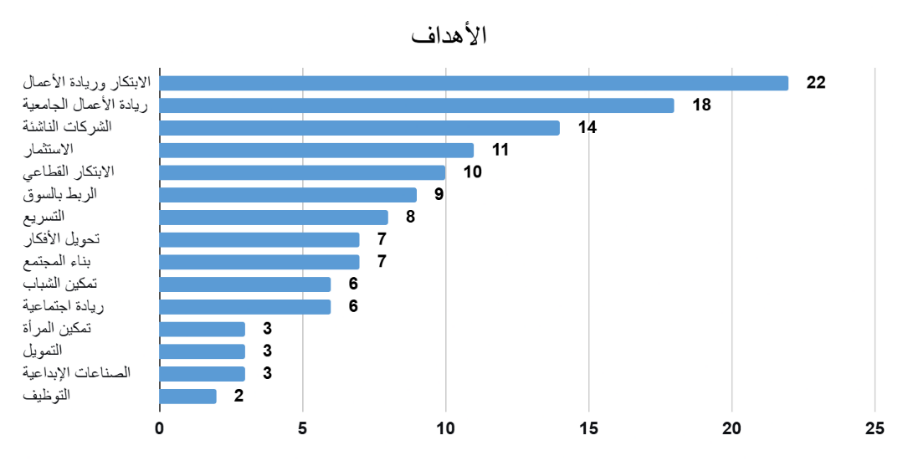 الأهداف
الابتكار وريادة الأعمال 22
ريادة الأعمال الجامعية 18
الشركات الناشئة 14
الاستثمار 11
الابتكار القطاعي 10
الربط بالسوق 9
التسريع 8
تحويل الأفكار 7
بناء المجتمع 7
تمكين الشباب 6
ريادة اجتماعية 6
تمكين المرأة 3
التمويل 3
الصناعات الإبداعية 3
التوظيف 2
0 5 10 15 20 25